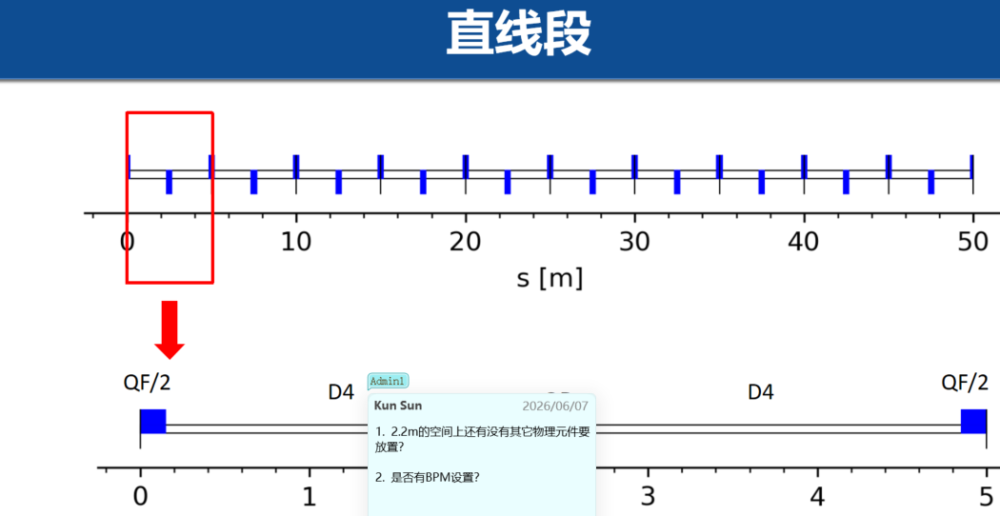 直线段
0 10 20 30 40 50
s [m]
QF/2 D4 D4 QF/2
Admin1
Kun Sun 2026/06/07
1. 2.2m的空间上还有没有其它物理元件要
放置?
2. 是否有BPM设置?
0 1 3 4 5